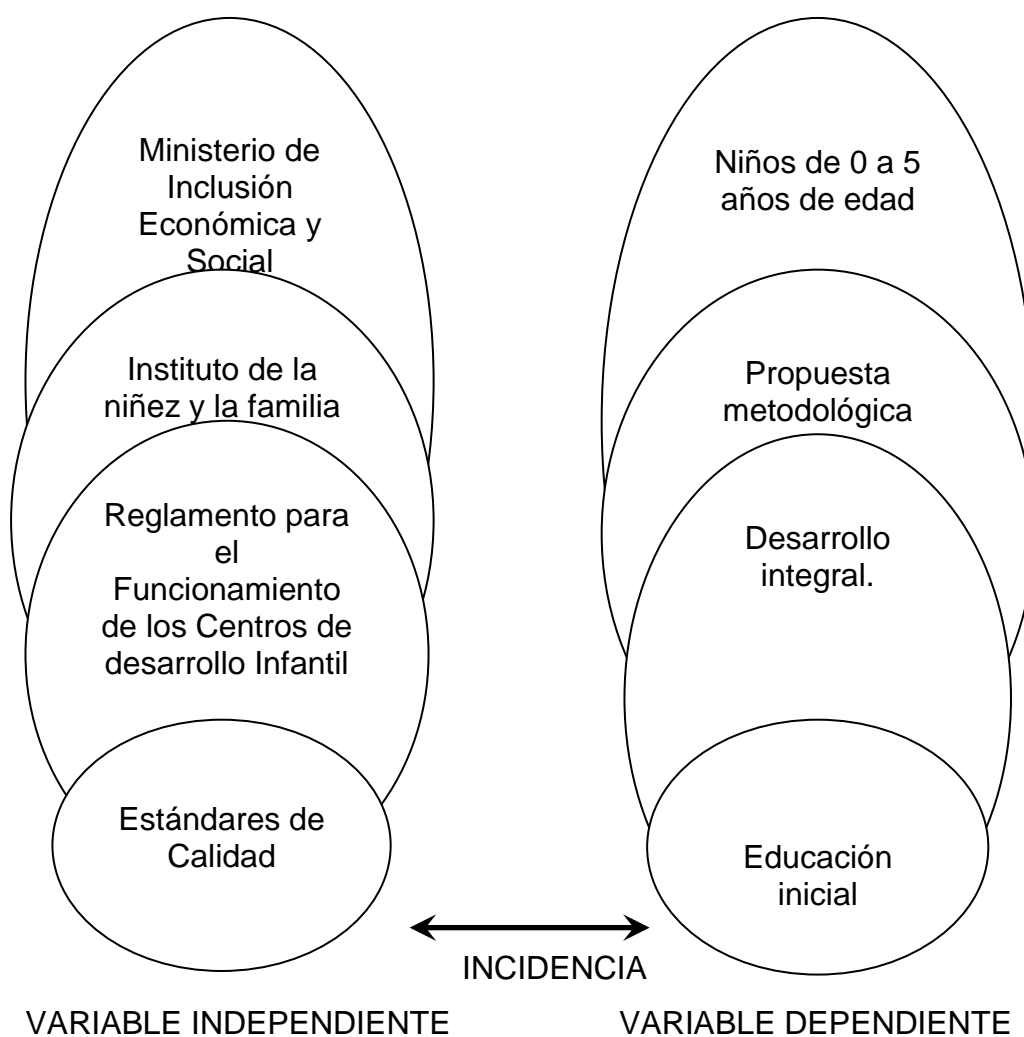 Ministerio de
Inclusión
Económica y
Social
Instituto de la
niñez y la familia
Reglamento para
el
Funcionamiento
de los Centros de
desarrollo Infantil
Estándares de
Calidad
Niños de 0 a 5
años de edad
Propuesta
metodológica
Desarrollo
integral.
Educación
inicial
INCIDENCIA
VARIABLE INDEPENDIENTE
VARIABLE DEPENDIENTE